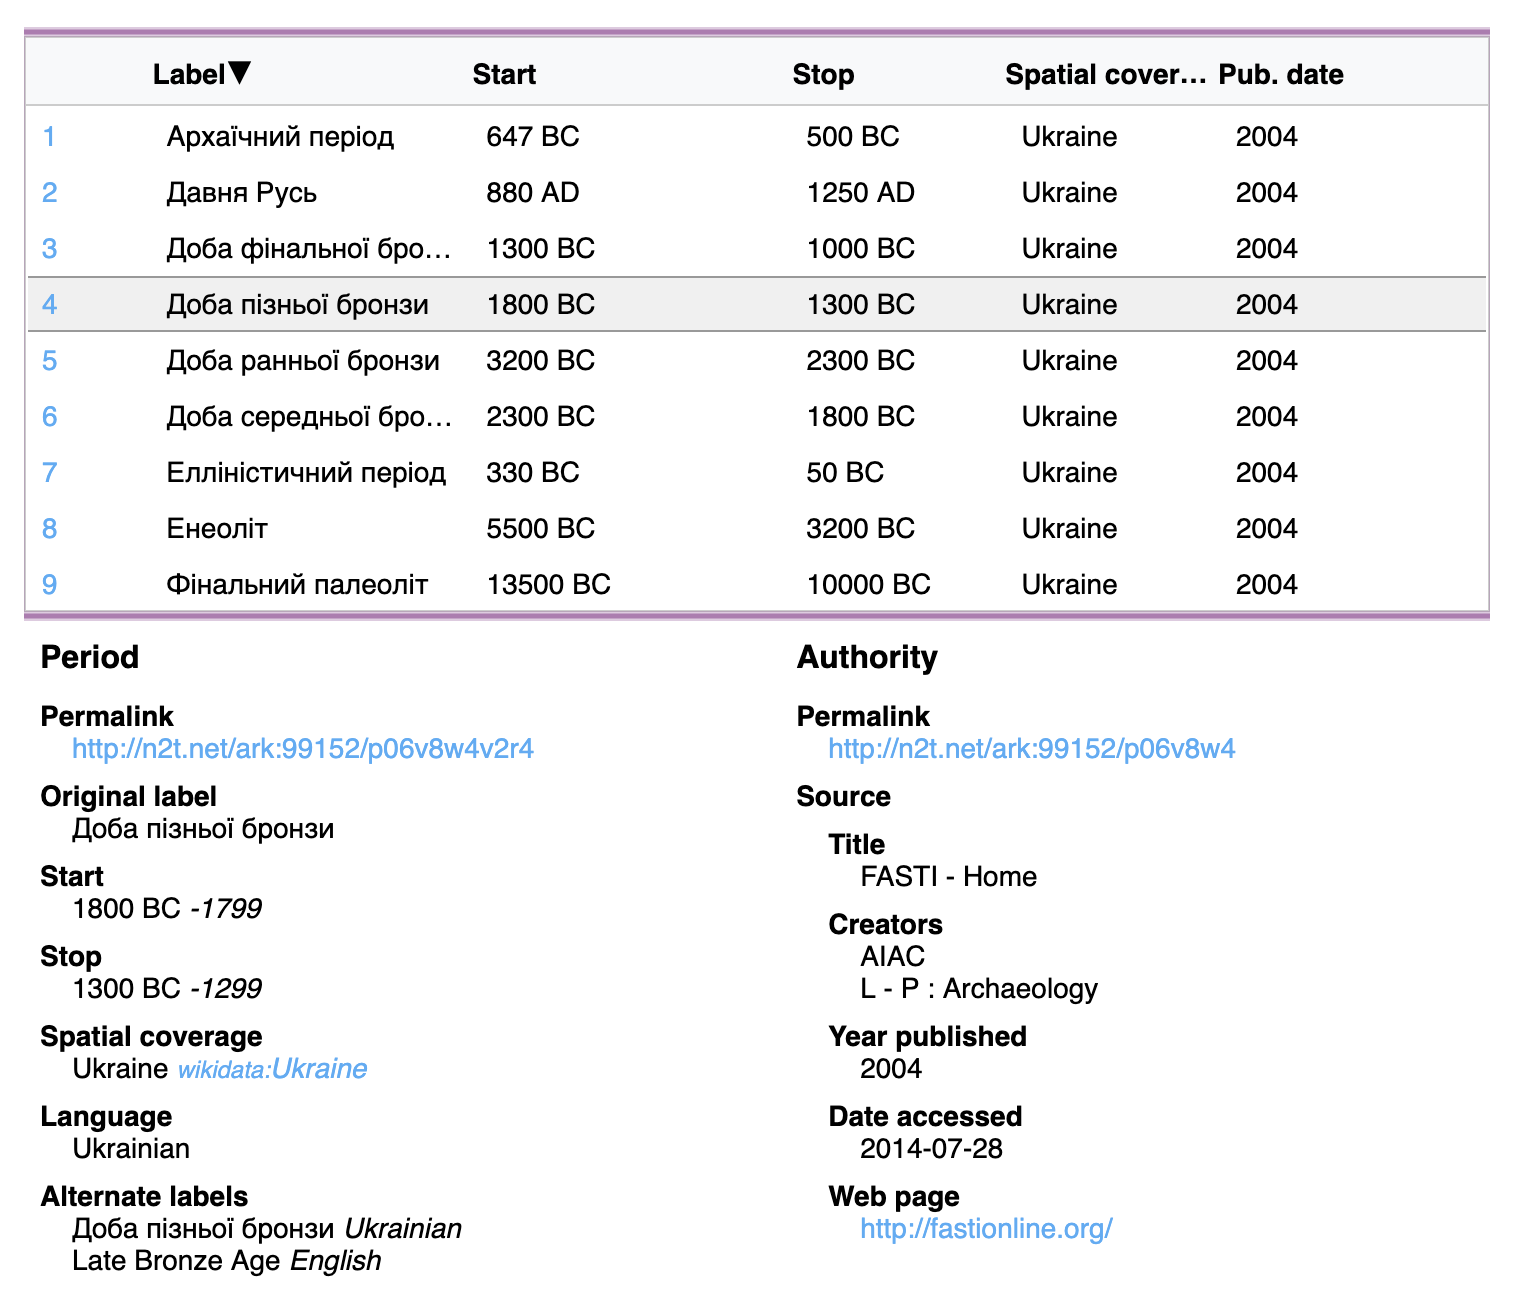 Label▼ Start Stop Spatial cover… Pub. date
1 Архаїчний період 647 BC 500 BC Ukraine 2004
2 Давня Русь 880 AD 1250 AD Ukraine 2004
3 Доба фінальної бро… 1300 BC 1000 BC Ukraine 2004
4 Доба пізньої бронзи 1800 BC 1300 BC Ukraine 2004
5 Доба ранньої бронзи 3200 BC 2300 BC Ukraine 2004
6 Доба середньої бро… 2300 BC 1800 BC Ukraine 2004
7 Елліністичний період 330 BC 50 BC Ukraine 2004
8 Енеоліт 5500 BC 3200 BC Ukraine 2004
9 Фінальний палеоліт 13500 BC 10000 BC Ukraine 2004
Period
Permalink
http://n2t.net/ark:99152/p06v8w4v2r4
Original label
Доба пізньої бронзи
Start
1800 BC -1799
Stop
1300 BC -1299
Spatial coverage
Ukraine wikidata:Ukraine
Language
Ukrainian
Alternate labels
Доба пізньої бронзи Ukrainian
Late Bronze Age English
Authority
Permalink
http://n2t.net/ark:99152/p06v8w4
Source
Title
FASTI - Home
Creators
AIAC
L - P : Archaeology
Year published
2004
Date accessed
2014-07-28
Web page
http://fastionline.org/